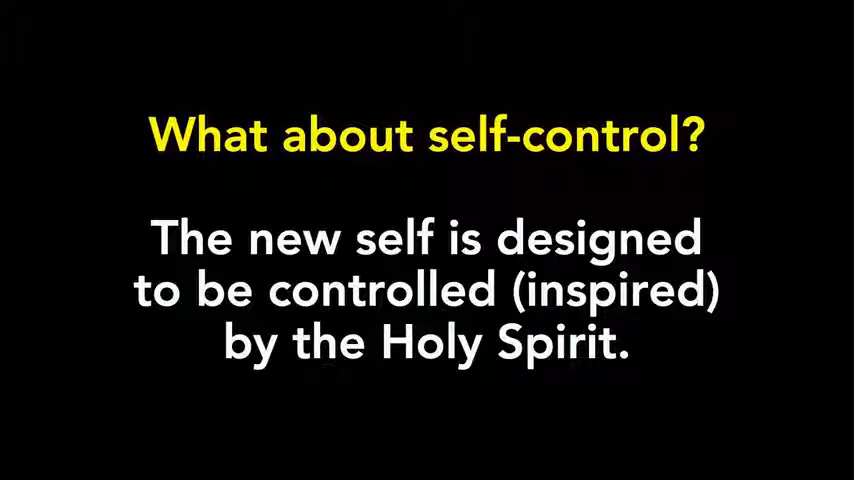 What about self-control?
The new self is designed
to be controlled (inspired)
by the Holy Spirit.